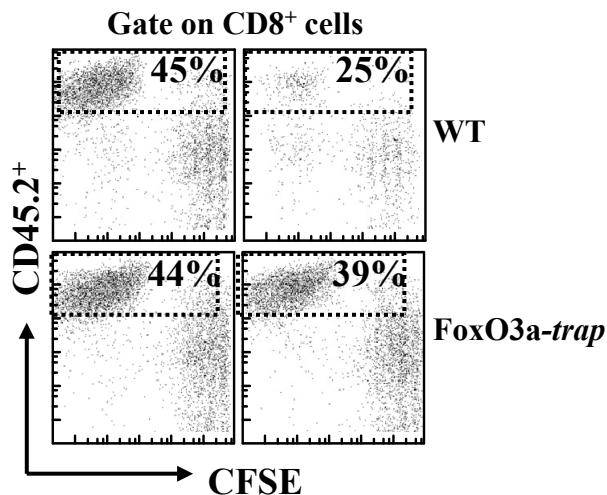 Gate on CD8⁺ cells
45%
25%
WT
CD45.2⁺
44%
39%
FoxO3a-trap
CFSE